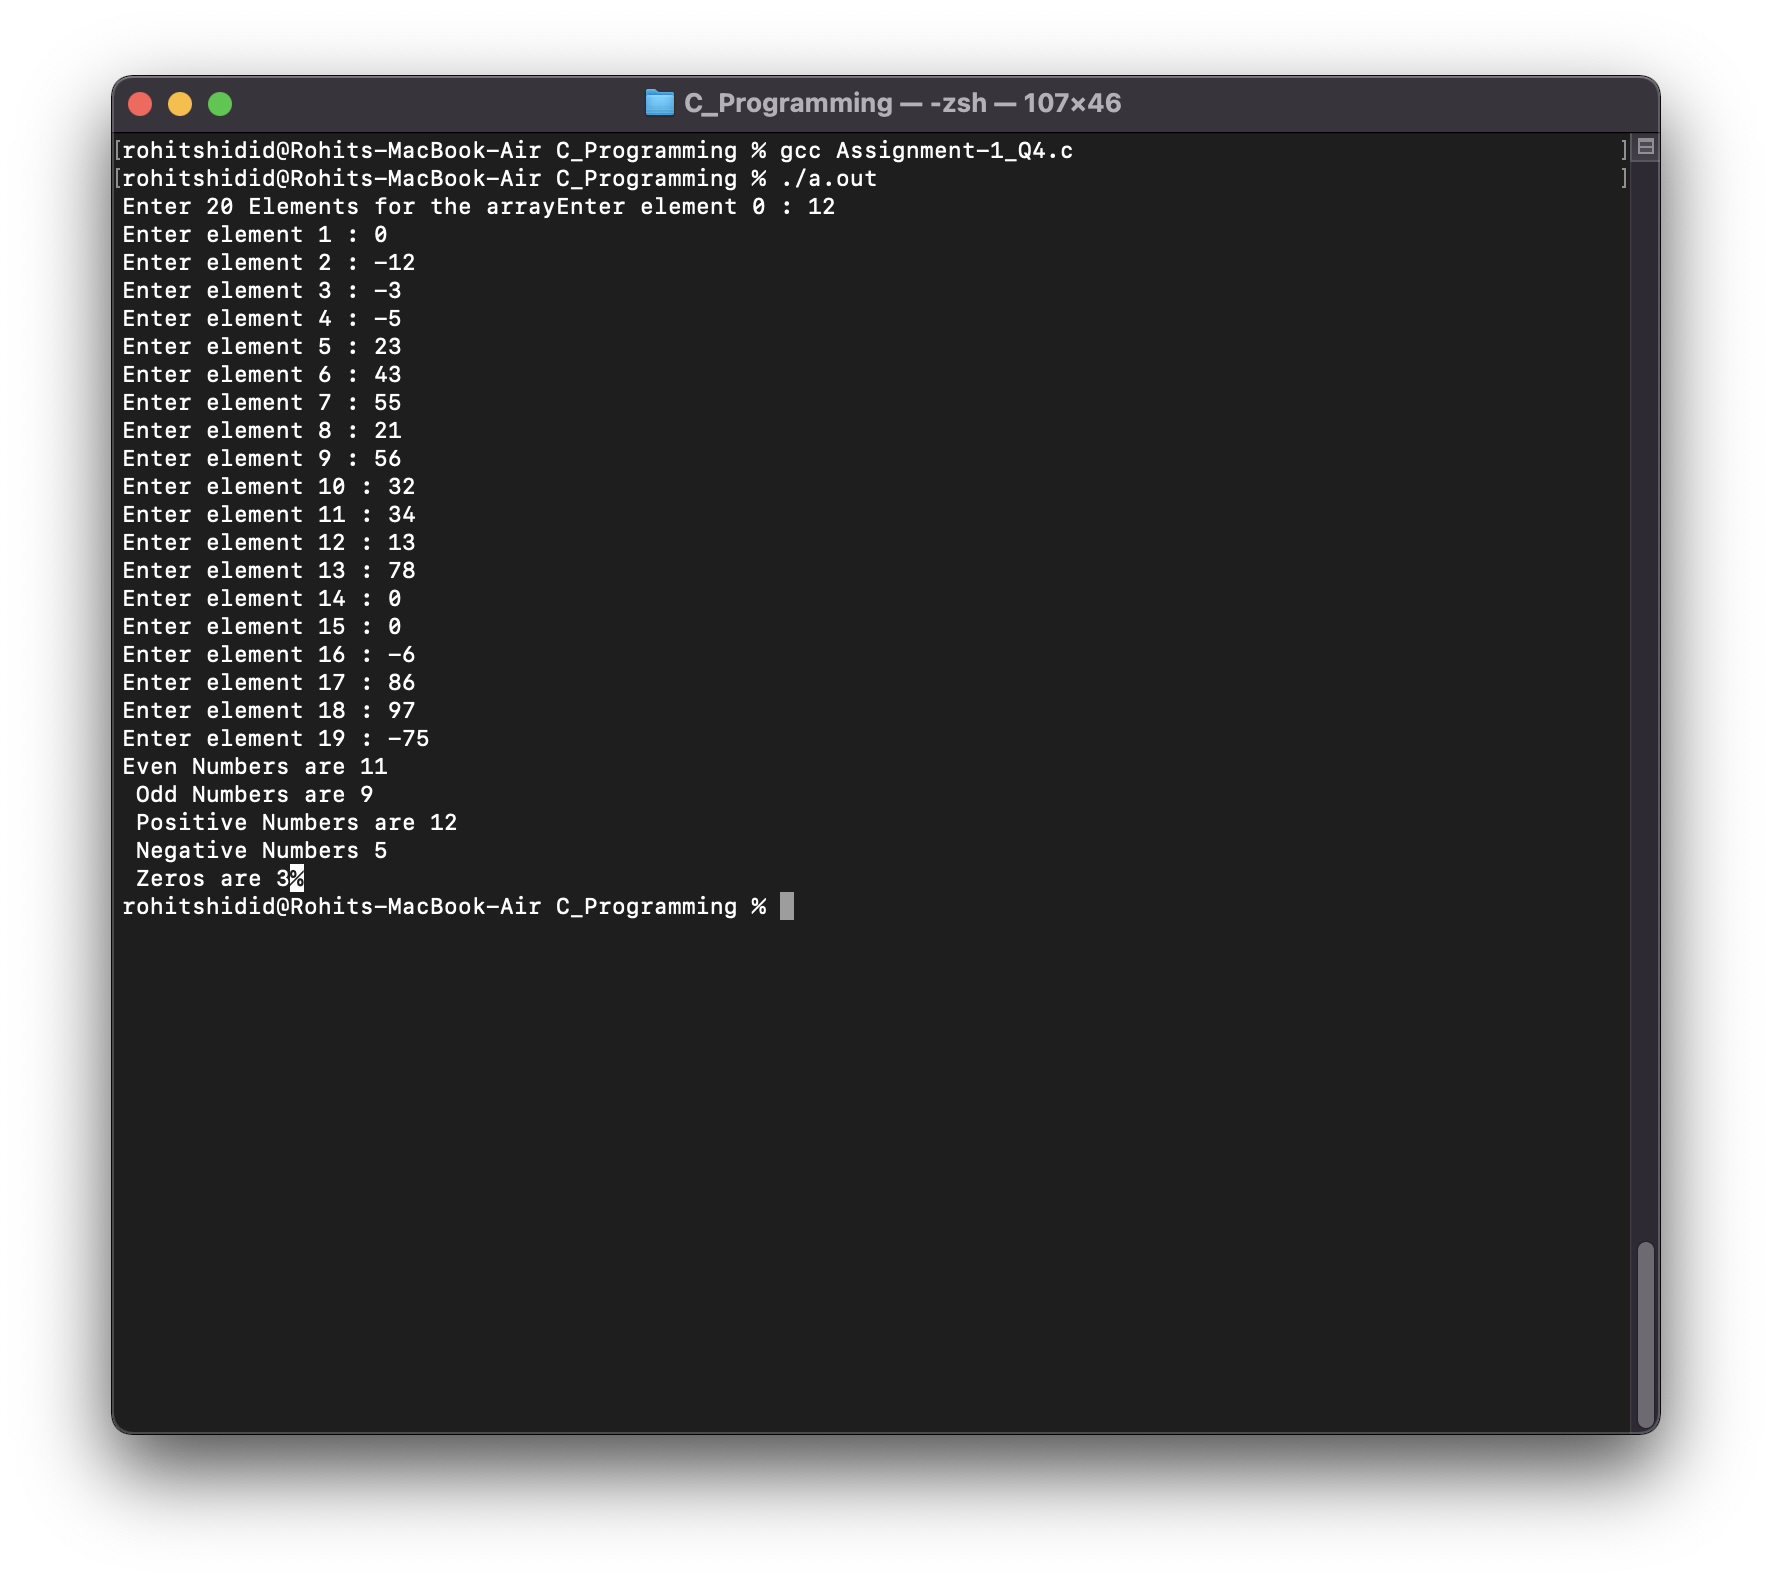 C_Programming — -zsh — 107×46
[rohitshidid@Rohits-MacBook-Air C_Programming % gcc Assignment-1_Q4.c ]
[rohitshidid@Rohits-MacBook-Air C_Programming % ./a.out ]
Enter 20 Elements for the arrayEnter element 0 : 12
Enter element 1 : 0
Enter element 2 : -12
Enter element 3 : -3
Enter element 4 : -5
Enter element 5 : 23
Enter element 6 : 43
Enter element 7 : 55
Enter element 8 : 21
Enter element 9 : 56
Enter element 10 : 32
Enter element 11 : 34
Enter element 12 : 13
Enter element 13 : 78
Enter element 14 : 0
Enter element 15 : 0
Enter element 16 : -6
Enter element 17 : 86
Enter element 18 : 97
Enter element 19 : -75
Even Numbers are 11
Odd Numbers are 9
Positive Numbers are 12
Negative Numbers 5
Zeros are 3%
rohitshidid@Rohits-MacBook-Air C_Programming %